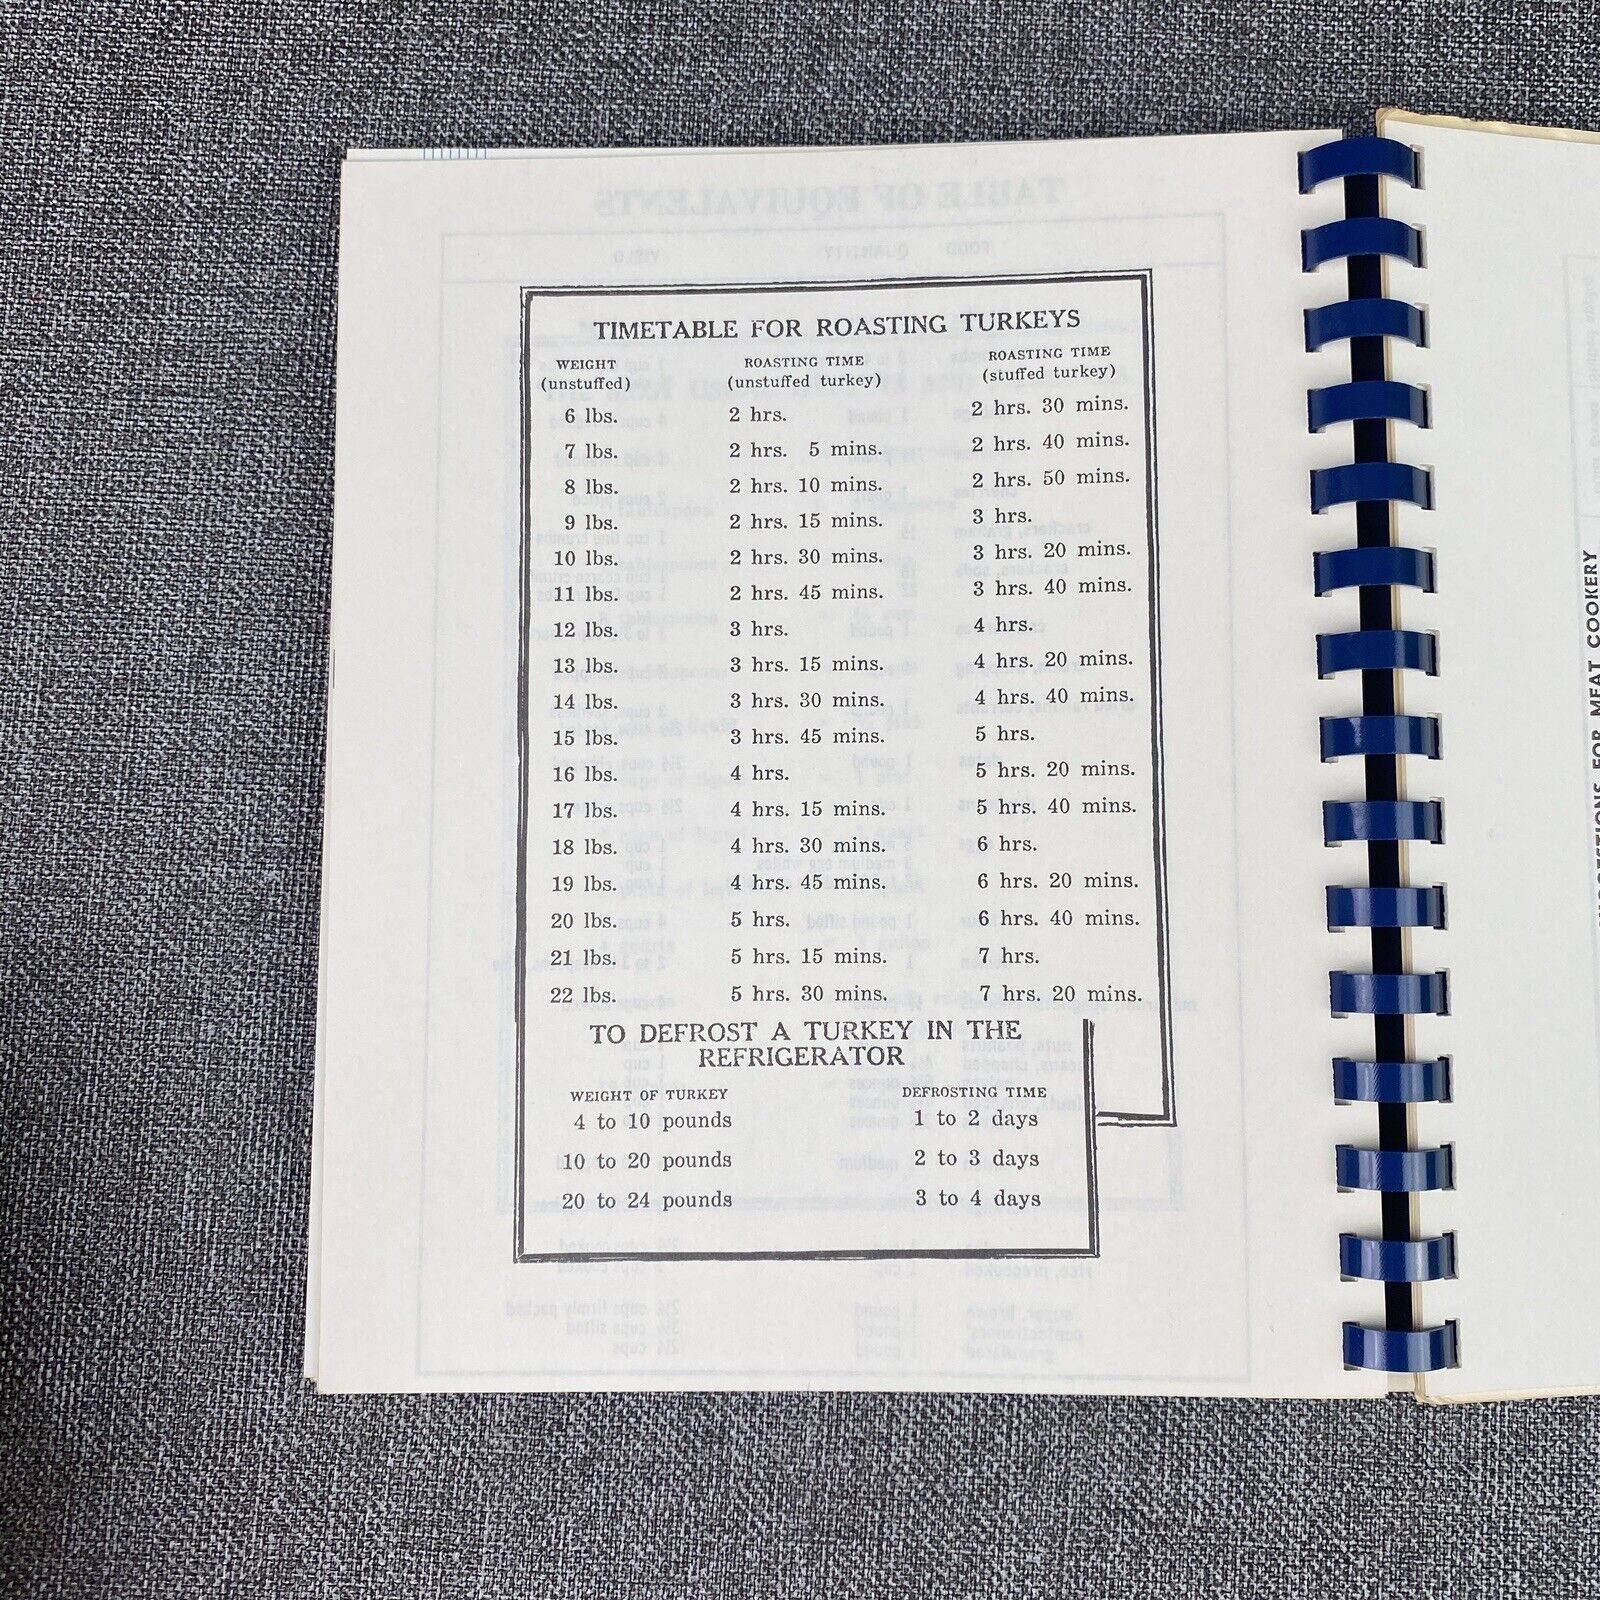 TIMETABLE FOR ROASTING TURKEYS
WEIGHT ROASTING TIME ROASTING TIME
(unstuffed) (unstuffed turkey) (stuffed turkey)
6 lbs. 2 hrs. 2 hrs. 30 mins.
7 lbs. 2 hrs. 5 mins. 2 hrs. 40 mins.
8 lbs. 2 hrs. 10 mins. 2 hrs. 50 mins.
9 lbs. 2 hrs. 15 mins. 3 hrs.
10 lbs. 2 hrs. 30 mins. 3 hrs. 20 mins.
11 lbs. 2 hrs. 45 mins. 3 hrs. 40 mins.
12 lbs. 3 hrs. 4 hrs.
13 lbs. 3 hrs. 15 mins. 4 hrs. 20 mins.
14 lbs. 3 hrs. 30 mins. 4 hrs. 40 mins.
15 lbs. 3 hrs. 45 mins. 5 hrs.
16 lbs. 4 hrs. 5 hrs. 20 mins.
17 lbs. 4 hrs. 15 mins. 5 hrs. 40 mins.
18 lbs. 4 hrs. 30 mins. 6 hrs.
19 lbs. 4 hrs. 45 mins. 6 hrs. 20 mins.
20 lbs. 5 hrs. 6 hrs. 40 mins.
21 lbs. 5 hrs. 15 mins. 7 hrs.
22 lbs. 5 hrs. 30 mins. 7 hrs. 20 mins.
TO DEFROST A TURKEY IN THE
REFRIGERATOR
WEIGHT OF TURKEY DEFROSTING TIME
4 to 10 pounds 1 to 2 days
10 to 20 pounds 2 to 3 days
20 to 24 pounds 3 to 4 days
FOR MEAT COOKERY